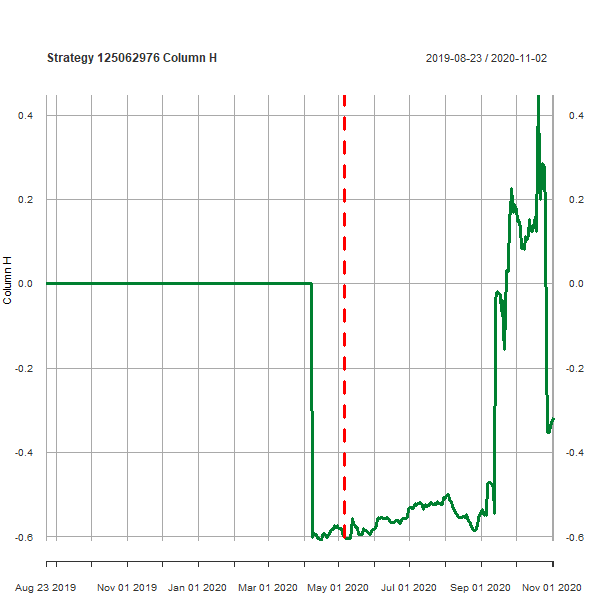 Strategy 125062976 Column H
2019-08-23 / 2020-11-02
0.4 0.4
0.2 0.2
0.0 0.0
-0.2 -0.2
-0.4 -0.4
-0.6 -0.6
Column H
Aug 23 2019 Nov 01 2019 Jan 01 2020 Mar 01 2020 May 01 2020 Jul 01 2020 Sep 01 2020 Nov 01 2020